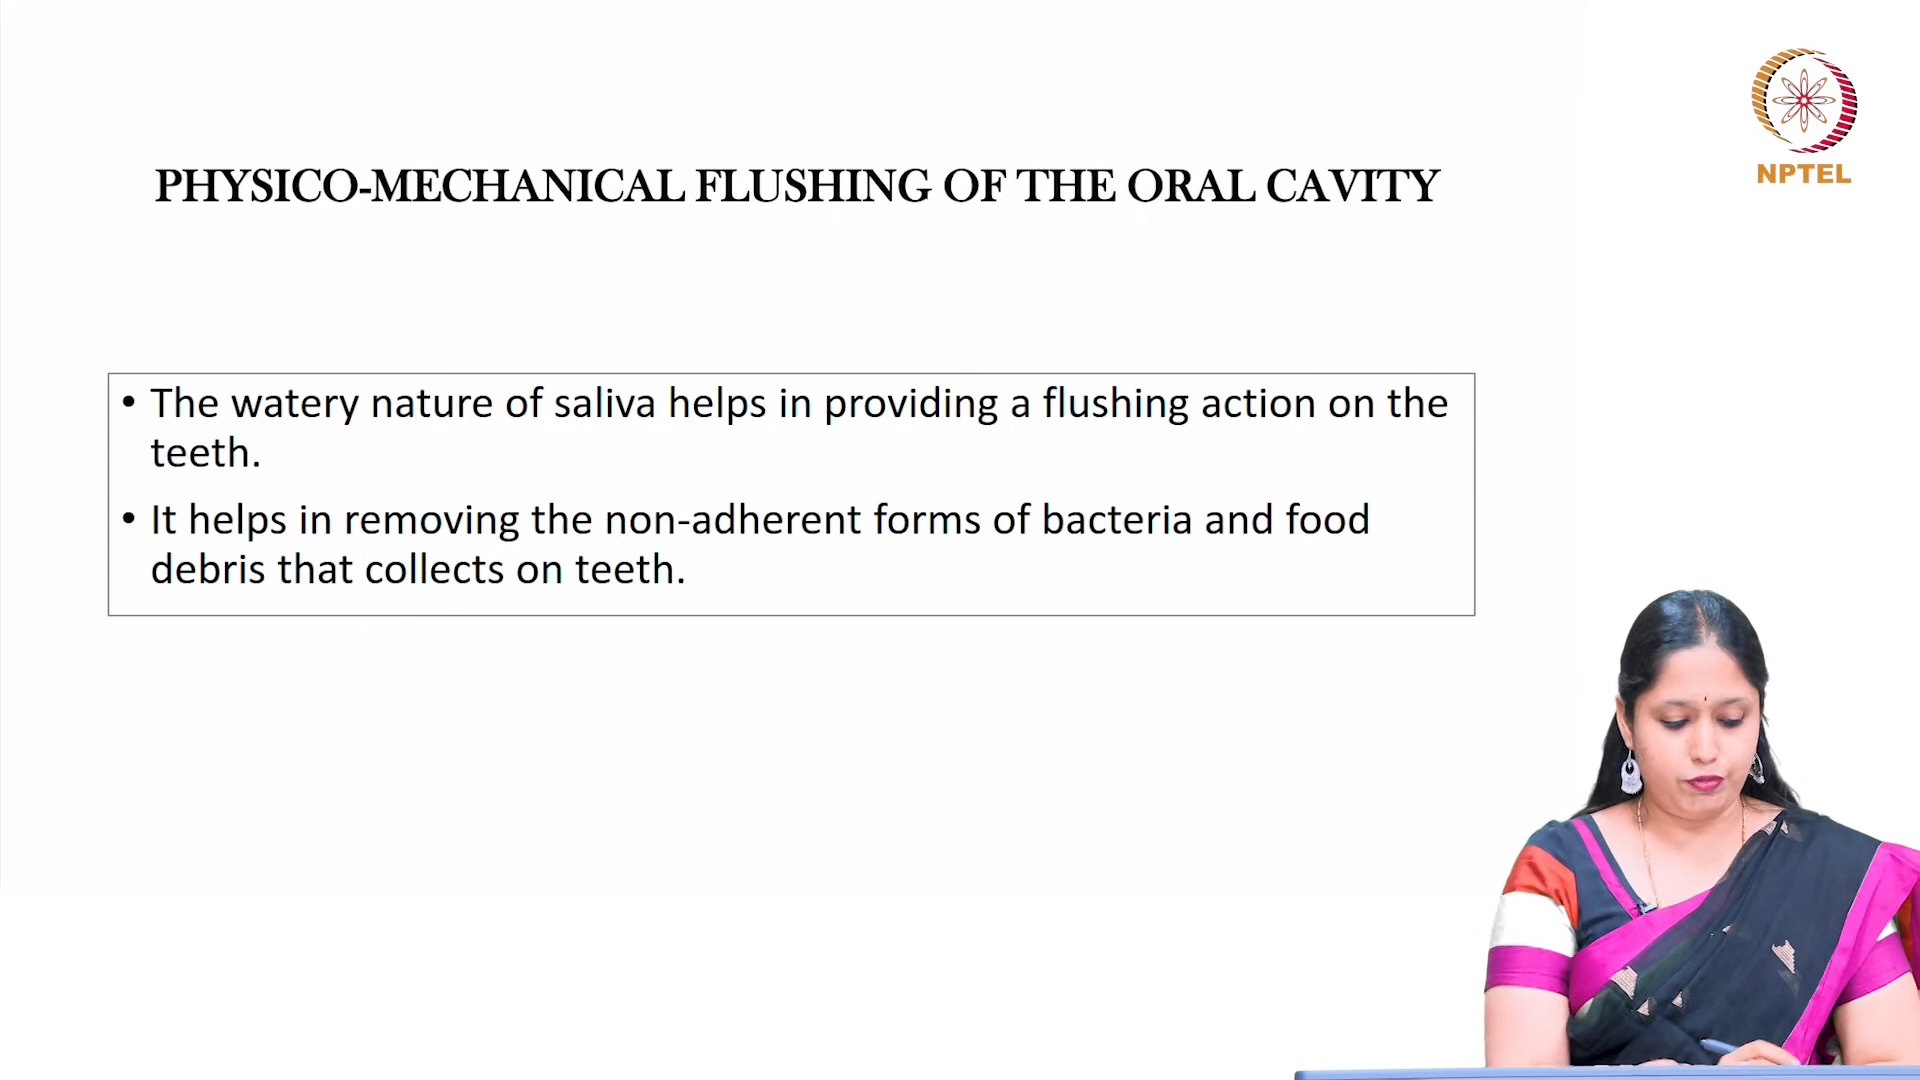 NPTEL
PHYSICO-MECHANICAL FLUSHING OF THE ORAL CAVITY
• The watery nature of saliva helps in providing a flushing action on the
teeth.
• It helps in removing the non-adherent forms of bacteria and food
debris that collects on teeth.